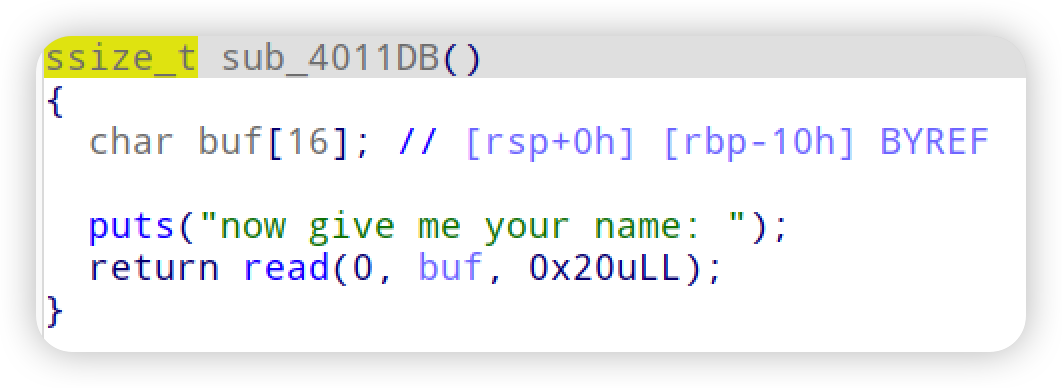 ssize_t sub_4011DB()
{
char buf[16]; // [rsp+0h] [rbp-10h] BYREF
puts("now give me your name: ");
return read(0, buf, 0x20uLL);
}